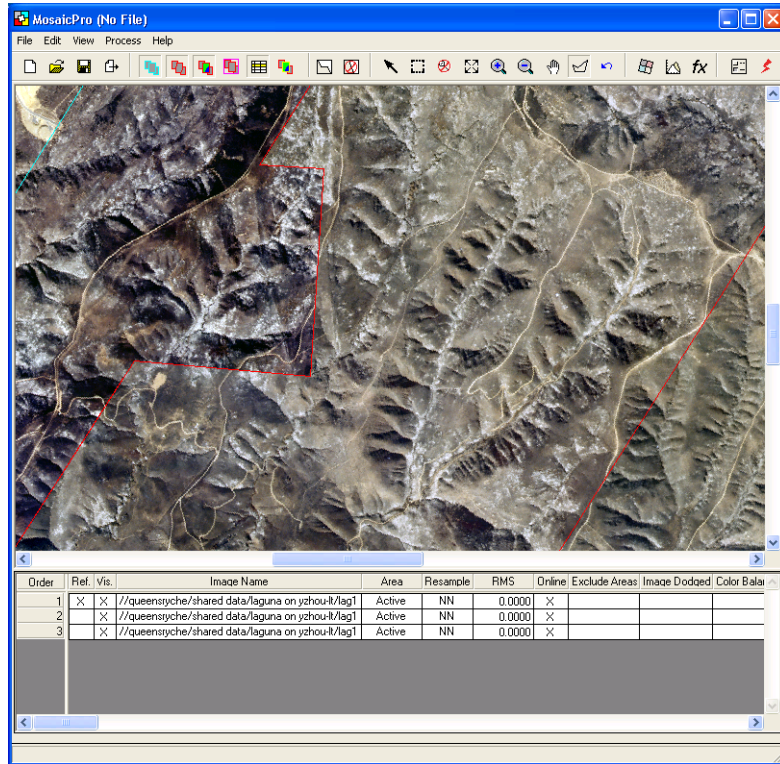 MosaicPro (No File)
File Edit View Process Help
fx
Order Ref. Vis. Image Name Area Resample RMS Online Exclude Areas Image Dodged Color Balar
1 X X //queensryche/shared data/laguna on yzhou-lt/lag1 Active NN 0.0000 X
2 X //queensryche/shared data/laguna on yzhou-lt/lag1 Active NN 0.0000 X
3 X //queensryche/shared data/laguna on yzhou-lt/lag1 Active NN 0.0000 X